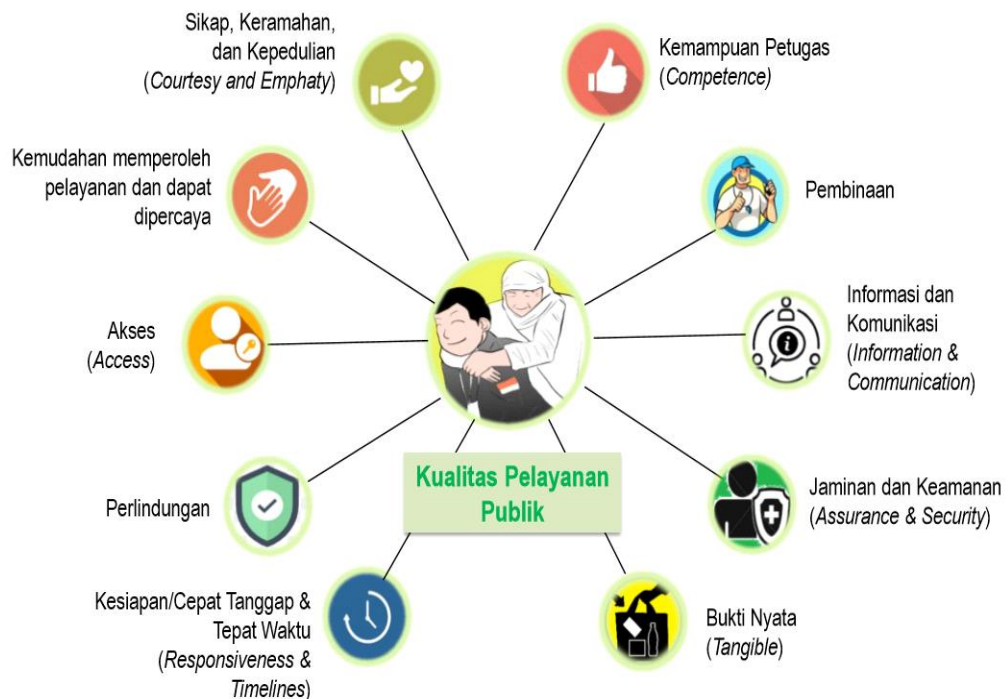 Sikap, Keramahan,
dan Kepedulian
(Courtesy and Emphaty)
Kemampuan Petugas
(Competence)
Kemudahan memperoleh
pelayanan dan dapat
dipercaya
Pembinaan
Akses
(Access)
Informasi dan
Komunikasi
(Information &
Communication)
Perlindungan
Kualitas Pelayanan
Publik
Jaminan dan Keamanan
(Assurance & Security)
Kesiapan/Cepat Tanggap &
Tepat Waktu
(Responsiveness &
Timelines)
Bukti Nyata
(Tangible)